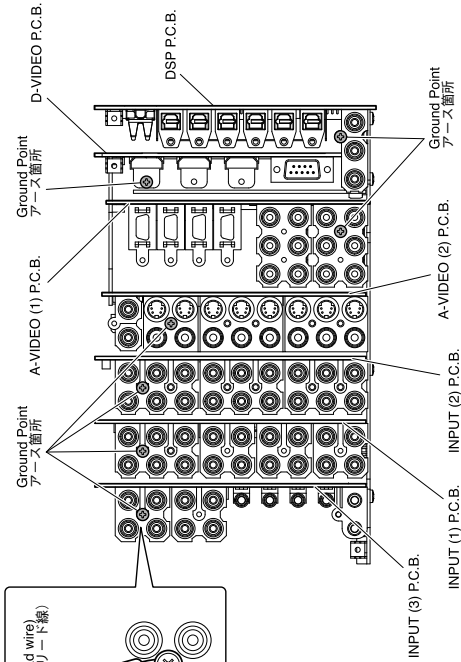 D-VIDEO P.C.B.
DSP P.C.B.
Ground Point
アース箇所
A-VIDEO (1) P.C.B.
Ground Point
アース箇所
Ground Point
アース箇所
A-VIDEO (2) P.C.B.
INPUT (2) P.C.B.
INPUT (1) P.C.B.
INPUT (3) P.C.B.
wire)
リード線）